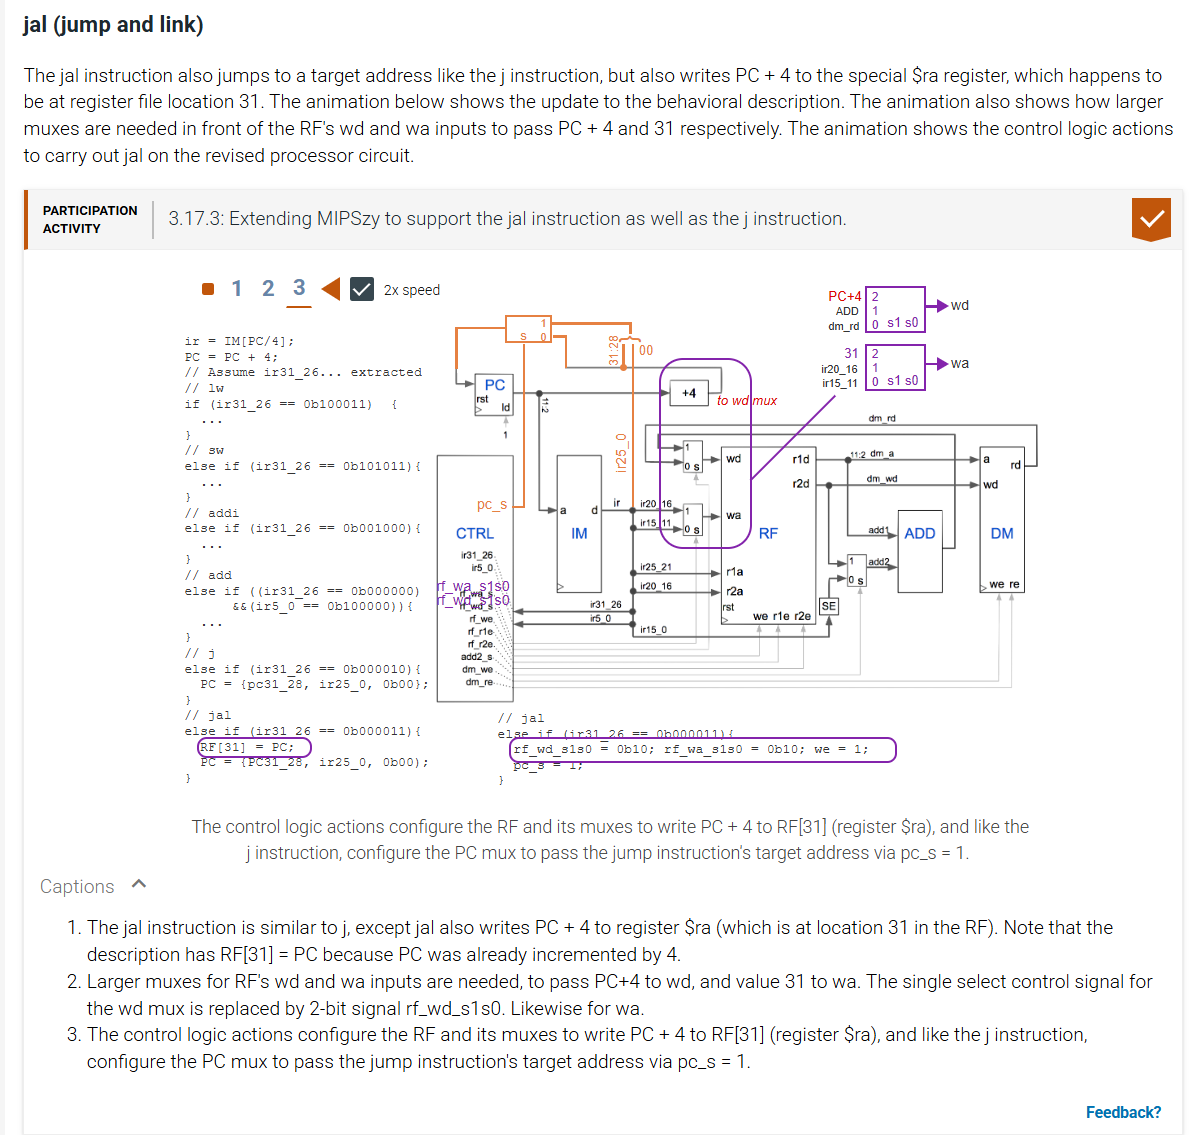 jal (jump and link)
The jal instruction also jumps to a target address like the j instruction, but also writes PC + 4 to the special $ra register, which happens to
be at register file location 31. The animation below shows the update to the behavioral description. The animation also shows how larger
muxes are needed in front of the RF's wd and wa inputs to pass PC + 4 and 31 respectively. The animation shows the control logic actions
to carry out jal on the revised processor circuit.
PARTICIPATION
ACTIVITY
3.17.3: Extending MIPSzy to support the jal instruction as well as the j instruction.
1 2 3 2x speed
ir = IM[PC/4];
PC = PC + 4;
// Assume ir31_26... extracted
// lw
if (ir31_26 == 0b100011) {
...
}
// sw
else if (ir31_26 == 0b101011){
...
}
// addi
else if (ir31_26 == 0b001000){
...
}
// add
else if ((ir31_26 == 0b000000)
&&(ir5_0 == 0b100000)){
...
}
// j
else if (ir31_26 == 0b000010){
PC = {pc31_28, ir25_0, 0b00};
}
// jal
else if (ir31_26 == 0b000011){
RF[31] = PC;
PC = {PC31_28, ir25_0, 0b00};
}
s 1
0
31:28
00
PC
rst
ld
1
11:2
+4
to wd mux
PC+4 2
ADD 1
dm_rd 0 s1 s0
wd
31 2
ir20_16 1
ir15_11 0 s1 s0
wa
ir25_0
pc_s
CTRL
ir31_26
ir5_0
rf_wa_s1s0
rf_wd_s1s0
rf_wa_s
rf_wd_s
rf_we
rf_r1e
rf_r2e
add2_s
dm_we
dm_re
a d
IM
ir
ir20_16
ir15_11
1
0 s
1
0 s
ir25_21
ir20_16
ir31_26
ir5_0
ir15_0
wd
wa
r1a
r2a
rst
RF
r1d
r2d
we r1e r2e
dm_rd
11:2 dm_a
dm_wd
add1
add2
ADD
1
0 s
SE
a
rd
wd
DM
we re
// jal
else if (ir31_26 == 0b000011){
rf_wd_s1s0 = 0b10; rf_wa_s1s0 = 0b10; we = 1;
pc_s = 1;
}
The control logic actions configure the RF and its muxes to write PC + 4 to RF[31] (register $ra), and like the
j instruction, configure the PC mux to pass the jump instruction's target address via pc_s = 1.
Captions
1. The jal instruction is similar to j, except jal also writes PC + 4 to register $ra (which is at location 31 in the RF). Note that the
description has RF[31] = PC because PC was already incremented by 4.
2. Larger muxes for RF's wd and wa inputs are needed, to pass PC+4 to wd, and value 31 to wa. The single select control signal for
the wd mux is replaced by 2-bit signal rf_wd_s1s0. Likewise for wa.
3. The control logic actions configure the RF and its muxes to write PC + 4 to RF[31] (register $ra), and like the j instruction,
configure the PC mux to pass the jump instruction's target address via pc_s = 1.
Feedback?